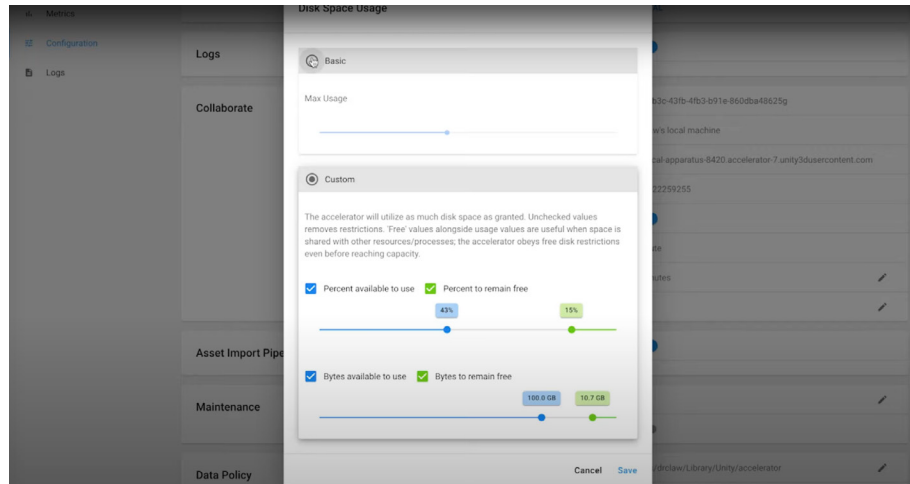 Disk Space Usage
Metrics
Configuration
Logs
Logs
Basic
Collaborate
Max Usage
b3c-43fb-4fb3-b91e-860dba48625g
w's local machine
cal-apparatus-8420.accelerator-7.unity3dusercontent.com
22259255
Custom
The accelerator will utilize as much disk space as granted. Unchecked values
removes restrictions. 'Free' values alongside usage values are useful when space is
shared with other resources/processes; the accelerator obeys free disk restrictions
even before reaching capacity.
nutes
Percent available to use Percent to remain free
43% 15%
Asset Import Pipe
Bytes available to use Bytes to remain free
100.0 GB 10.7 GB
Maintenance
Cancel Save
Data Policy
/drclaw/Library/Unity/accelerator